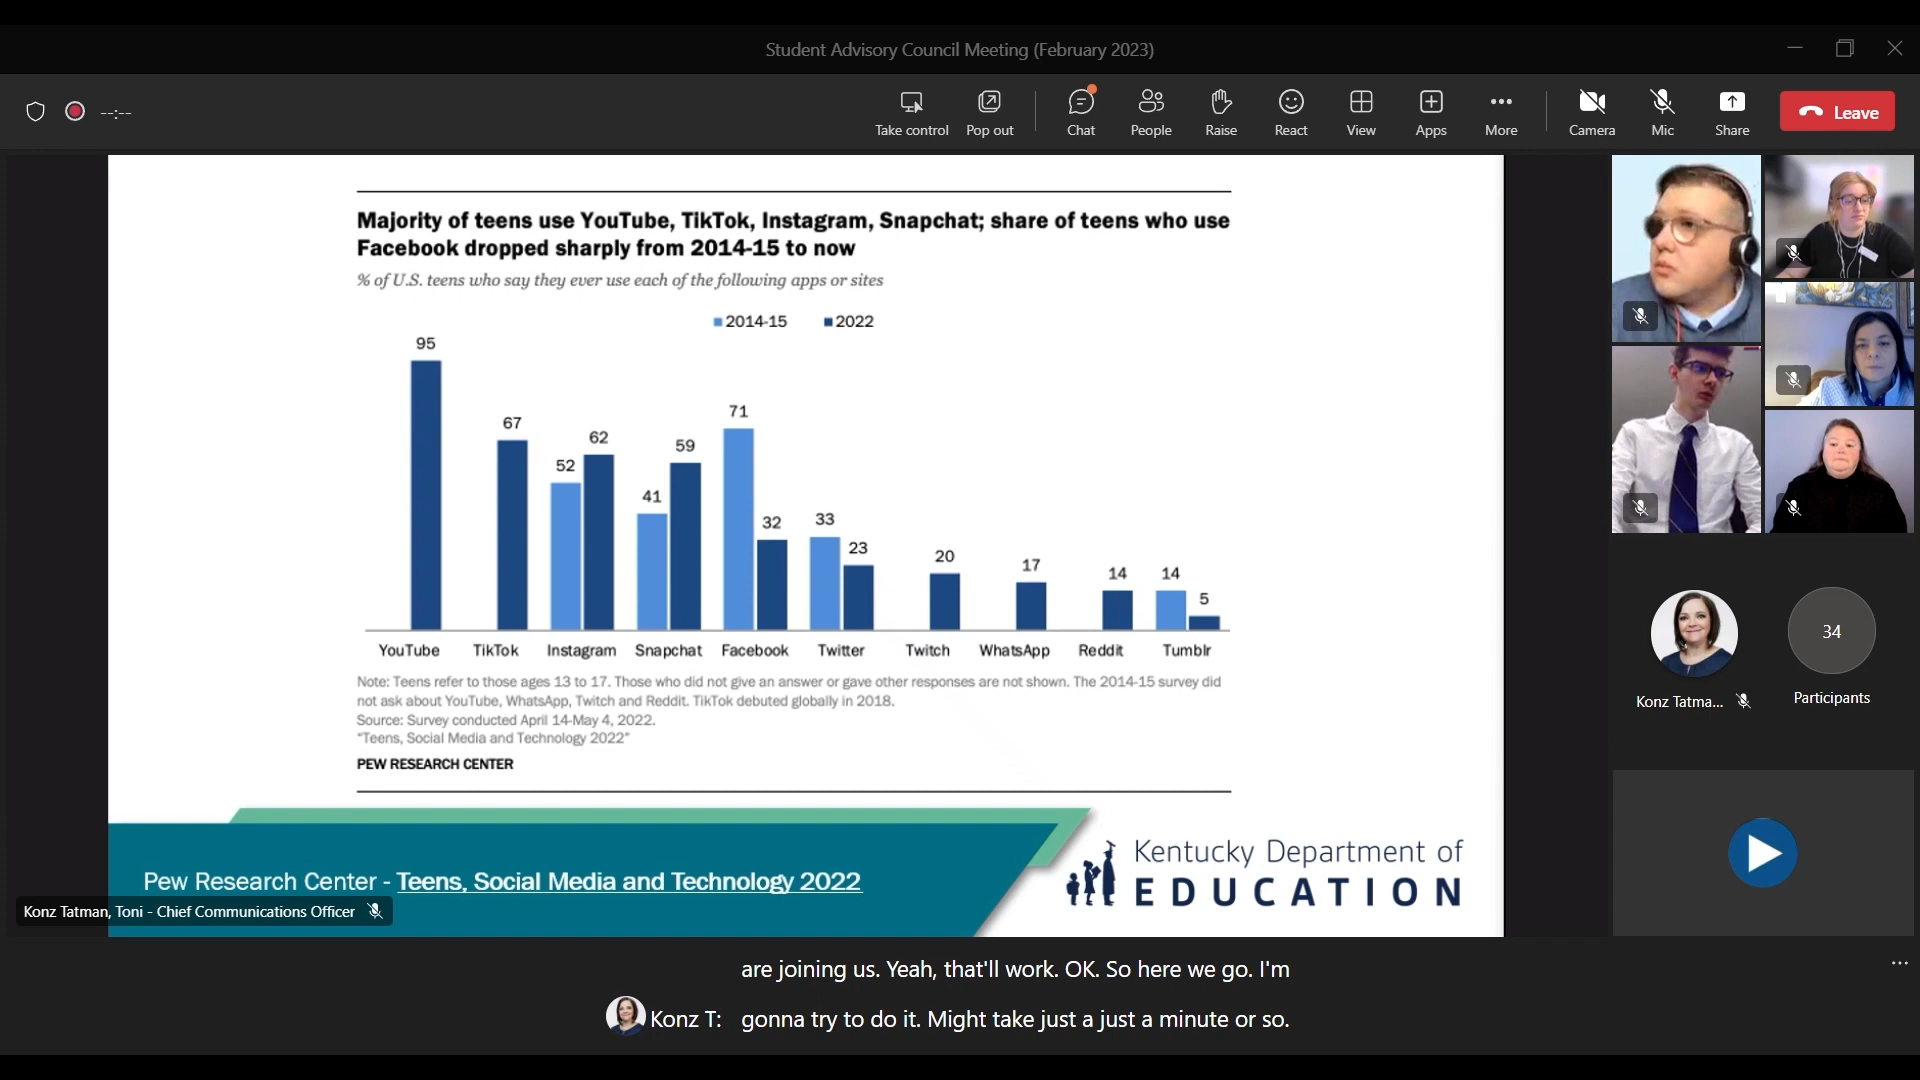 Student Advisory Council Meeting (February 2023)
--:--
Take control
Pop out
Chat
People
Raise
React
View
Apps
More
Camera
Mic
Share
Leave
Majority of teens use YouTube, TikTok, Instagram, Snapchat; share of teens who use
Facebook dropped sharply from 2014-15 to now
% of U.S. teens who say they ever use each of the following apps or sites
2014-15 2022
95
67
52
62
41
59
71
32
33
23
20
17
14
14
5
YouTube TikTok Instagram Snapchat Facebook Twitter Twitch WhatsApp Reddit Tumblr
Note: Teens refer to those ages 13 to 17. Those who did not give an answer or gave other responses are not shown. The 2014-15 survey did
not ask about YouTube, WhatsApp, Twitch and Reddit. TikTok debuted globally in 2018.
Source: Survey conducted April 14-May 4, 2022.
"Teens, Social Media and Technology 2022"
PEW RESEARCH CENTER
Pew Research Center - Teens, Social Media and Technology 2022
Kentucky Department of
EDUCATION
Konz Tatman, Toni - Chief Communications Officer
Konz Tatma...
34
Participants
are joining us. Yeah, that'll work. OK. So here we go. I'm
Konz T: gonna try to do it. Might take just a just a minute or so.